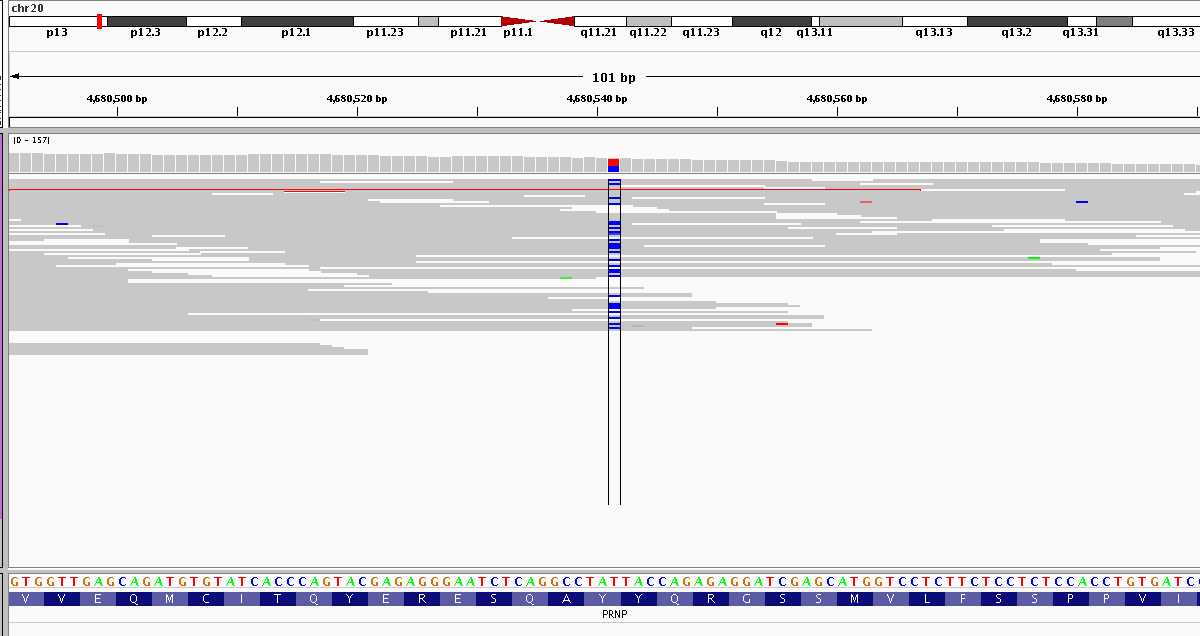 chr20
p13 p12.3 p12.2 p12.1 p11.23 p11.21 p11.1 q11.21 q11.22 q11.23 q12 q13.11 q13.13 q13.2 q13.31 q13.33
101 bp
4,680,500 bp 4,680,520 bp 4,680,540 bp 4,680,560 bp 4,680,580 bp
[0 - 157]
GTGGTTGAGCAGATGTGTATCACCCAGTACGAGAGGGAATCTCAGGCCTATTACCAGAGAGGATCGAGCATGGTCCTCTTCTCCTCTCCACCTGTGATC
V V E Q M C I T Q Y E R E S Q A Y Y Q R G S S M V L F S S P P V I
PRNP